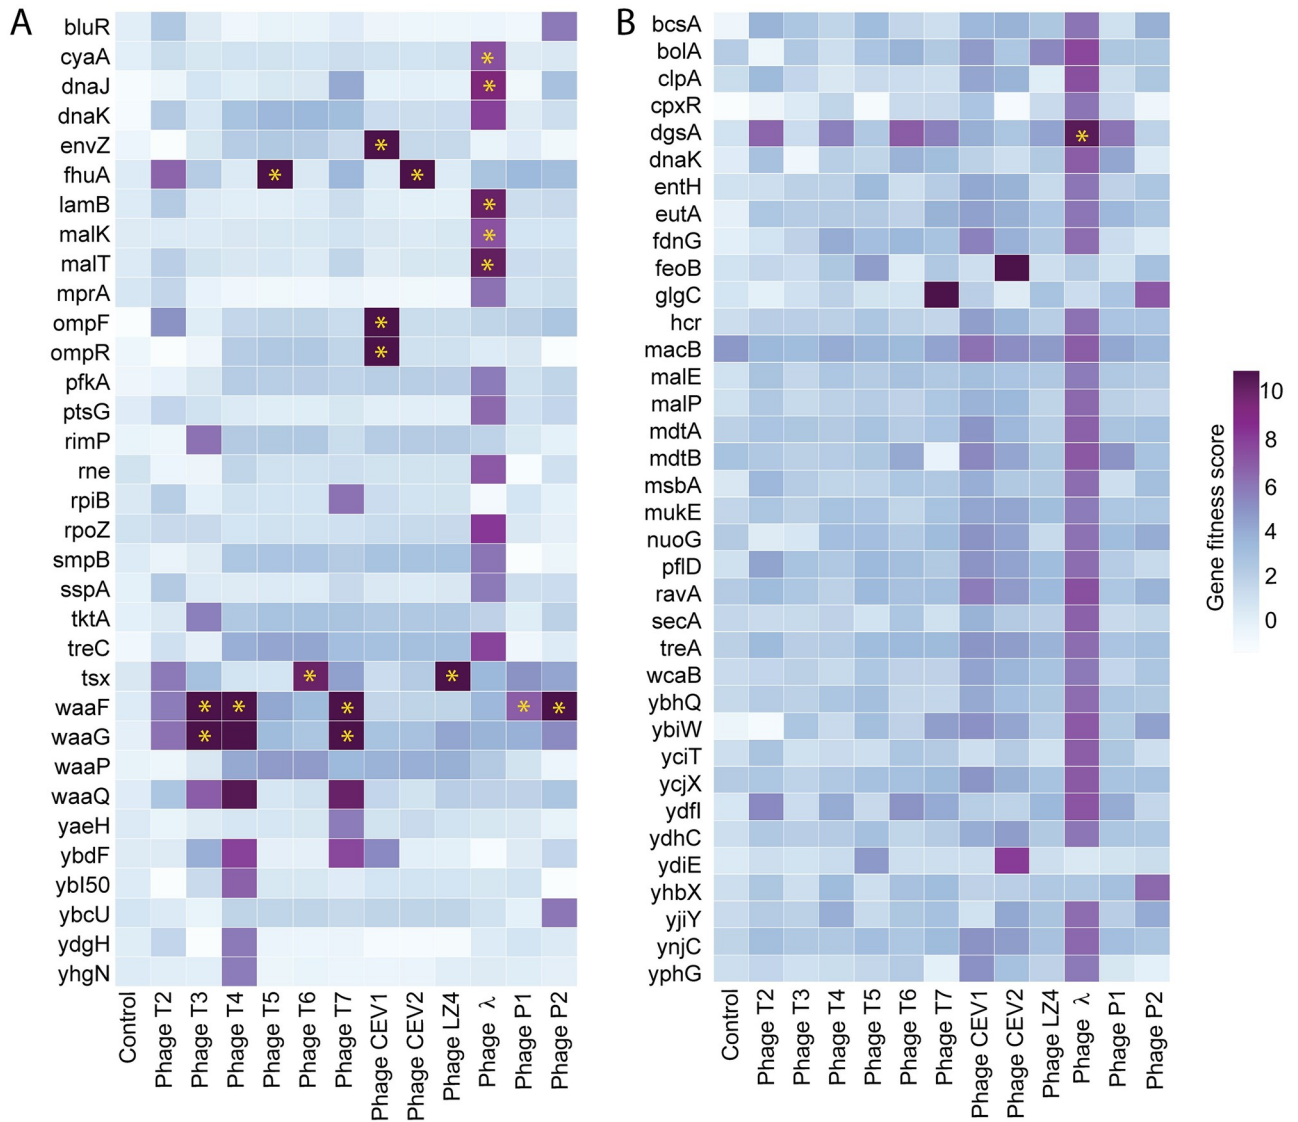 A
bluR
cyaA
dnaJ
dnaK
envZ
fhuA
lamB
malK
malT
mprA
ompF
ompR
pfkA
ptsG
rimP
rne
rpiB
rpoZ
smpB
sspA
tktA
treC
tsx
waaF
waaG
waaP
waaQ
yaeH
ybdF
ybl50
ybcU
ydgH
yhgN
Control
Phage T2
Phage T3
Phage T4
Phage T5
Phage T6
Phage T7
Phage CEV1
Phage CEV2
Phage LZ4
Phage λ
Phage P1
Phage P2
B
bcsA
bolA
clpA
cpxR
dgsA
dnaK
entH
eutA
fdnG
feoB
glgC
hcr
macB
malE
malP
mdtA
mdtB
msbA
mukE
nuoG
pflD
ravA
secA
treA
wcaB
ybhQ
ybiW
yciT
ycjX
ydfI
ydhC
ydiE
yhbX
yjiY
ynjC
yphG
Control
Phage T2
Phage T3
Phage T4
Phage T5
Phage T6
Phage T7
Phage CEV1
Phage CEV2
Phage LZ4
Phage λ
Phage P1
Phage P2
Gene fitness score
10
8
6
4
2
0